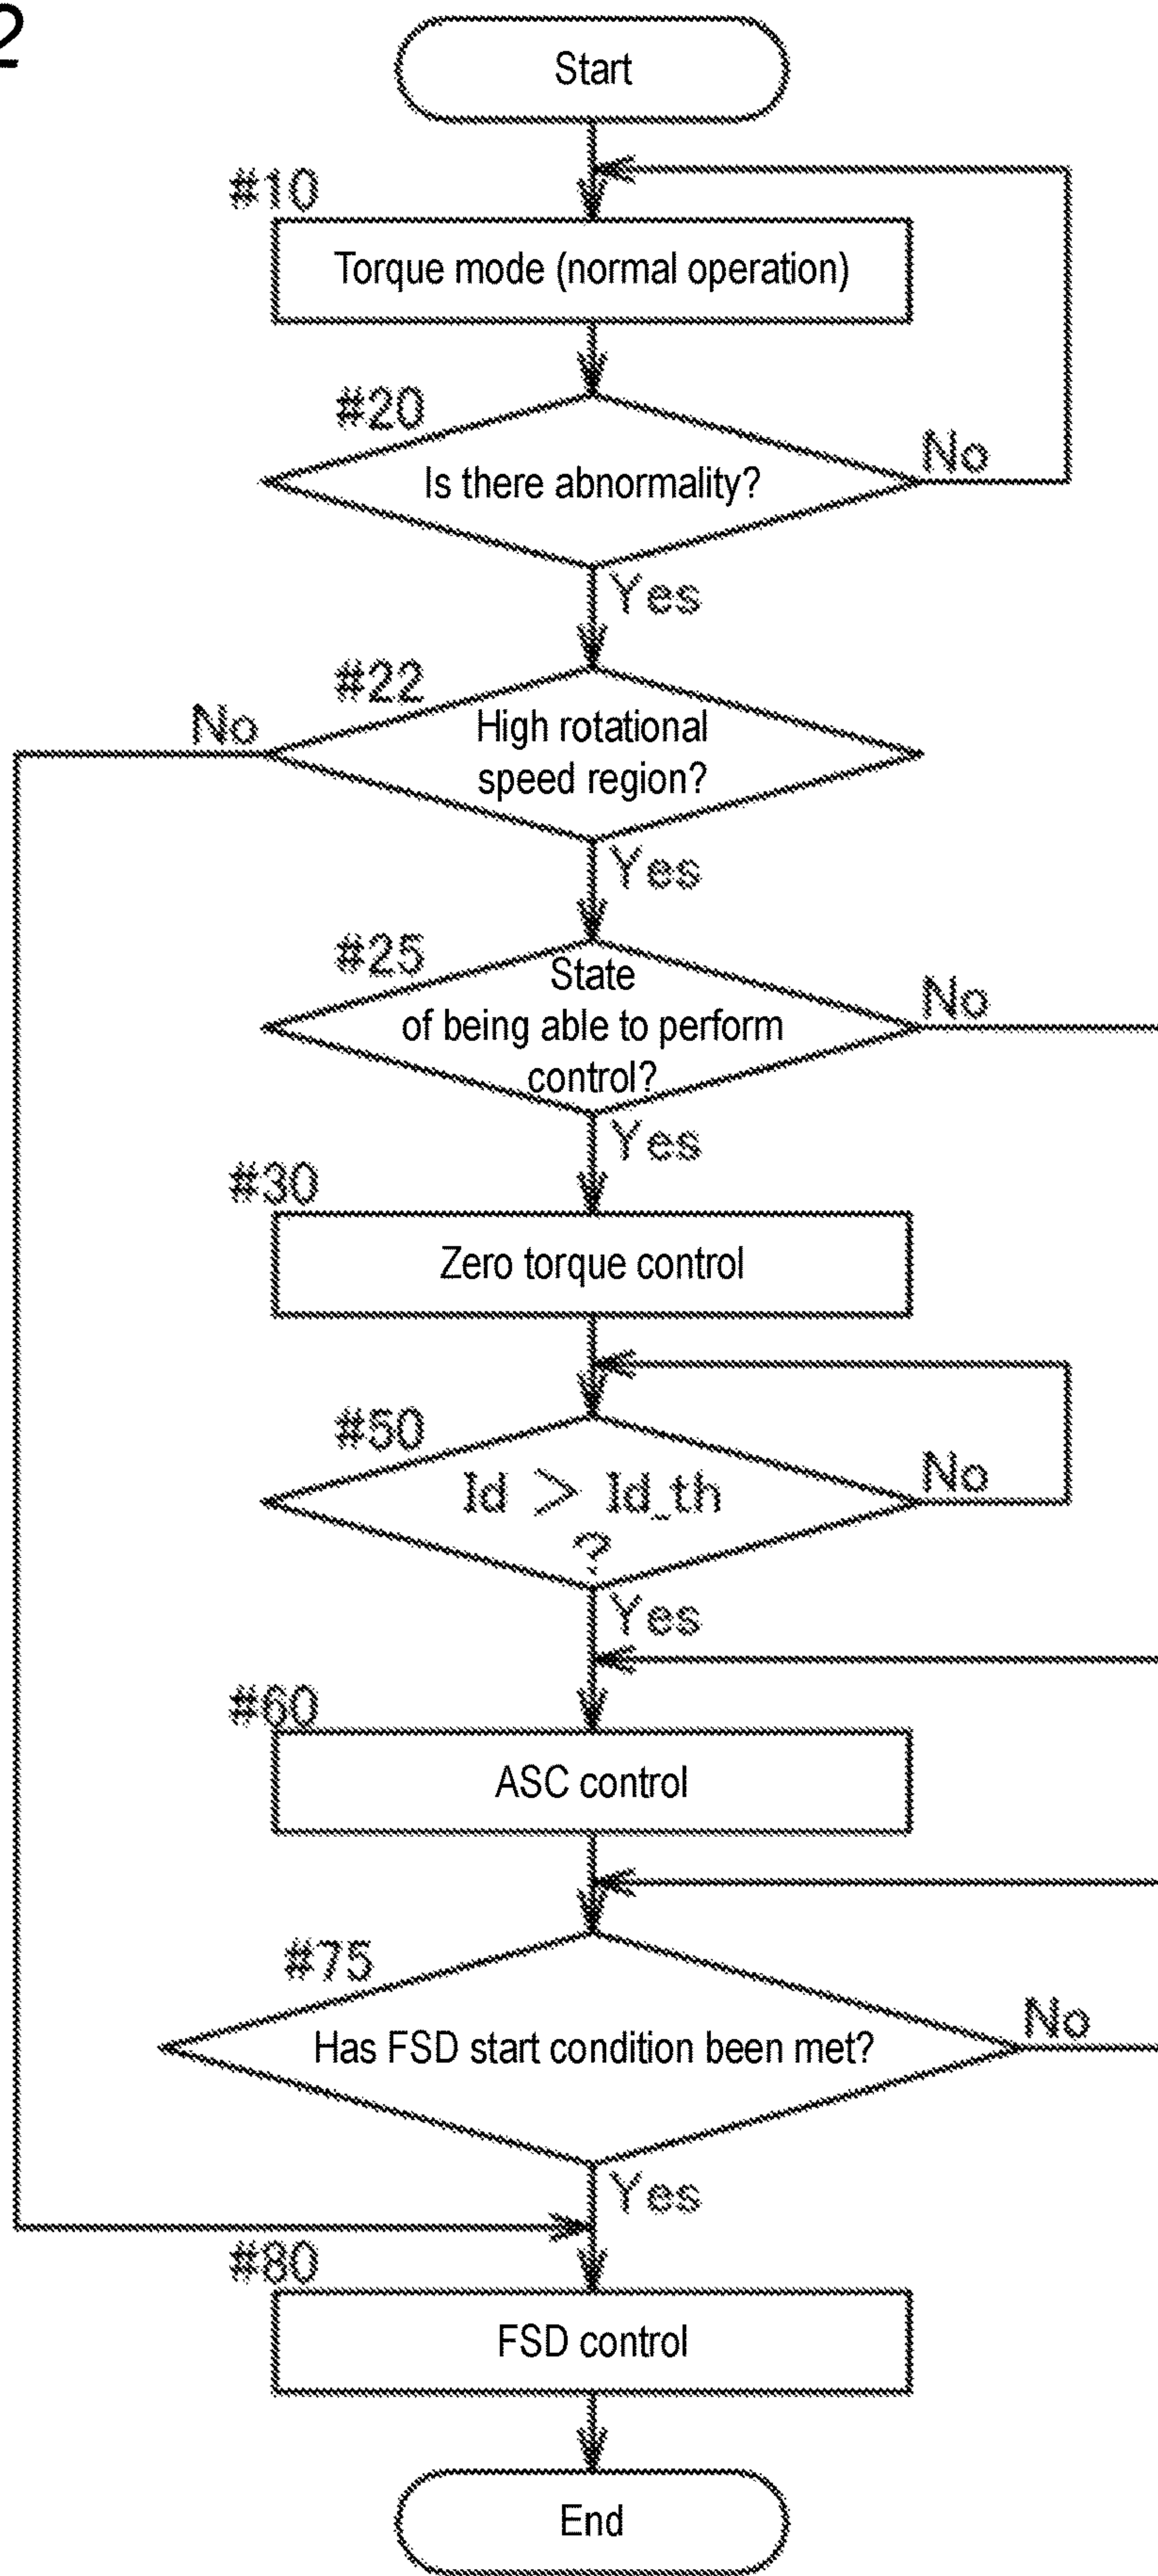 2
Start
#10
Torque mode (normal operation)
#20
Is there abnormality?
No
Yes
#22
No
High rotational
speed region?
Yes
#25
State
of being able to perform
control?
No
Yes
#30
Zero torque control
#50
Id > Id_th
?
No
Yes
#60
ASC control
#75
Has FSD start condition been met?
No
Yes
#80
FSD control
End